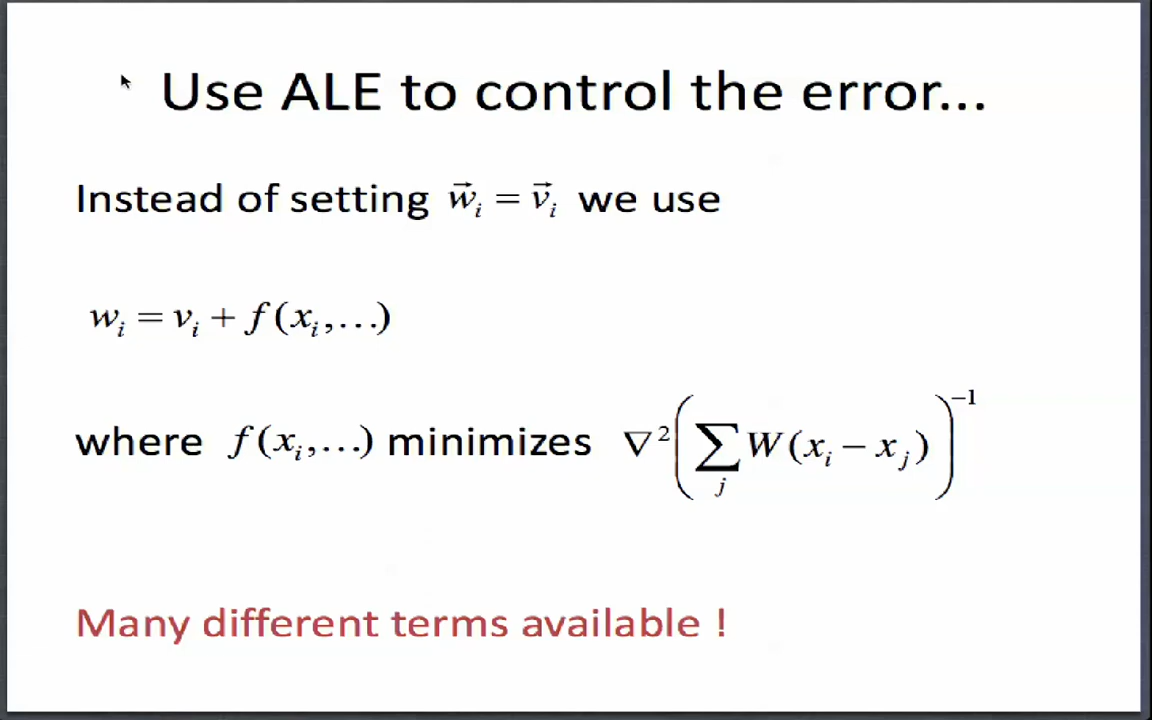 Use ALE to control the error...
Instead of setting $\vec{w}_i = \vec{v}_i$ we use
$w_i = v_i + f(x_i,\ldots)$
where $f(x_i,\ldots)$ minimizes $\nabla^2 \left( \sum_j W(x_i - x_j) \right)^{-1}$
Many different terms available !